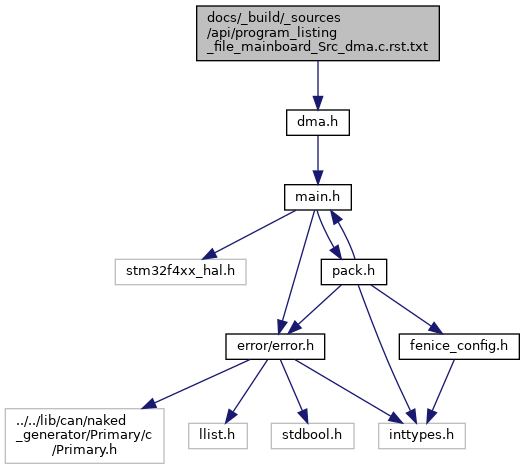 docs/_build/_sources
/api/program_listing
_file_mainboard_Src_dma.c.rst.txt
dma.h
main.h
stm32f4xx_hal.h
pack.h
error/error.h
fenice_config.h
../../lib/can/naked
_generator/Primary/c
/Primary.h
llist.h
stdbool.h
inttypes.h